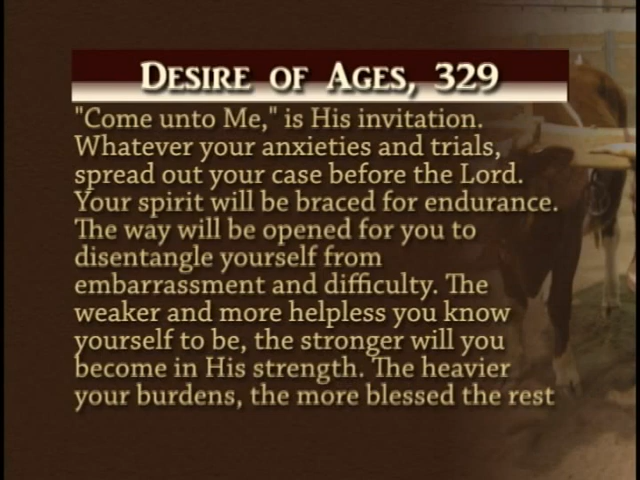 DESIRE OF AGES, 329
"Come unto Me," is His invitation.
Whatever your anxieties and trials,
spread out your case before the Lord.
Your spirit will be braced for endurance.
The way will be opened for you to
disentangle yourself from
embarrassment and difficulty. The
weaker and more helpless you know
yourself to be, the stronger will you
become in His strength. The heavier
your burdens, the more blessed the rest